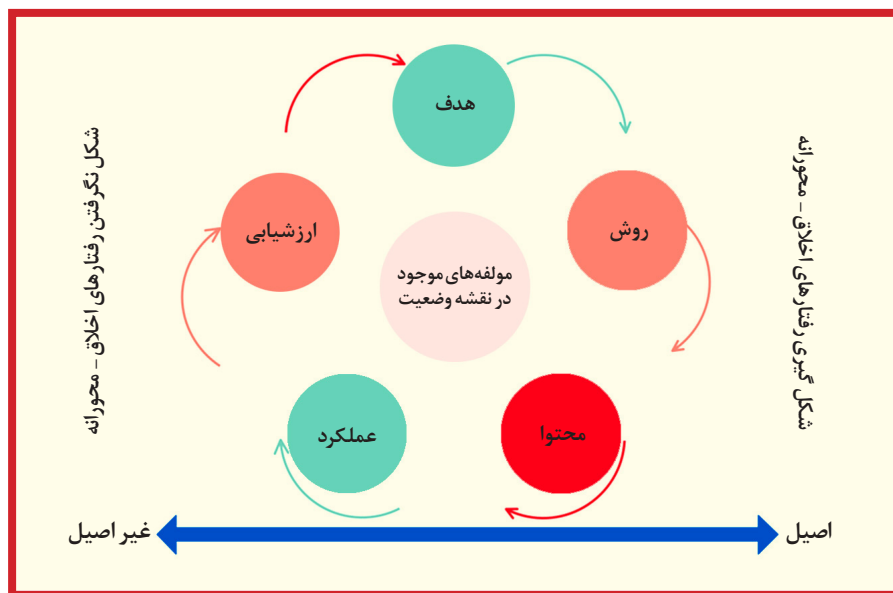 هدف
روش
ارزشیابی
مولفه‌های موجود
در نقشه وضعیت
محتوا
عملکرد
شکل گیری رفتارهای اخلاق - محورانه
شکل نگرفتن رفتارهای اخلاق - محورانه
اصیل
غیر اصیل